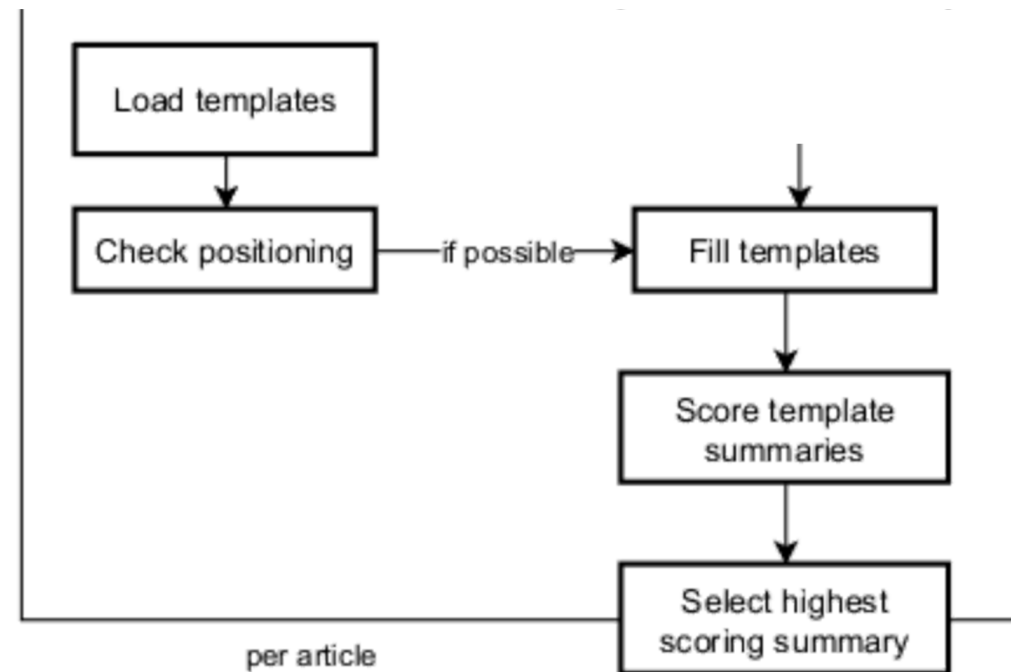 Load templates
Check positioning
if possible
Fill templates
Score template
summaries
Select highest
scoring summary
per article